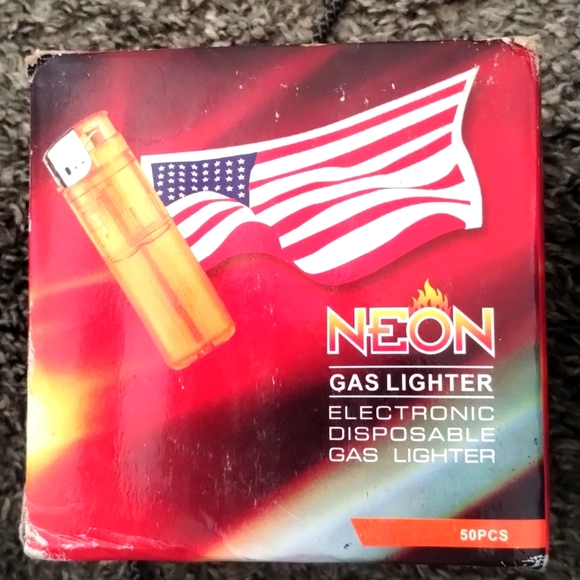 NEON
GAS LIGHTER
ELECTRONIC
DISPOSABLE
GAS LIGHTER
50PCS